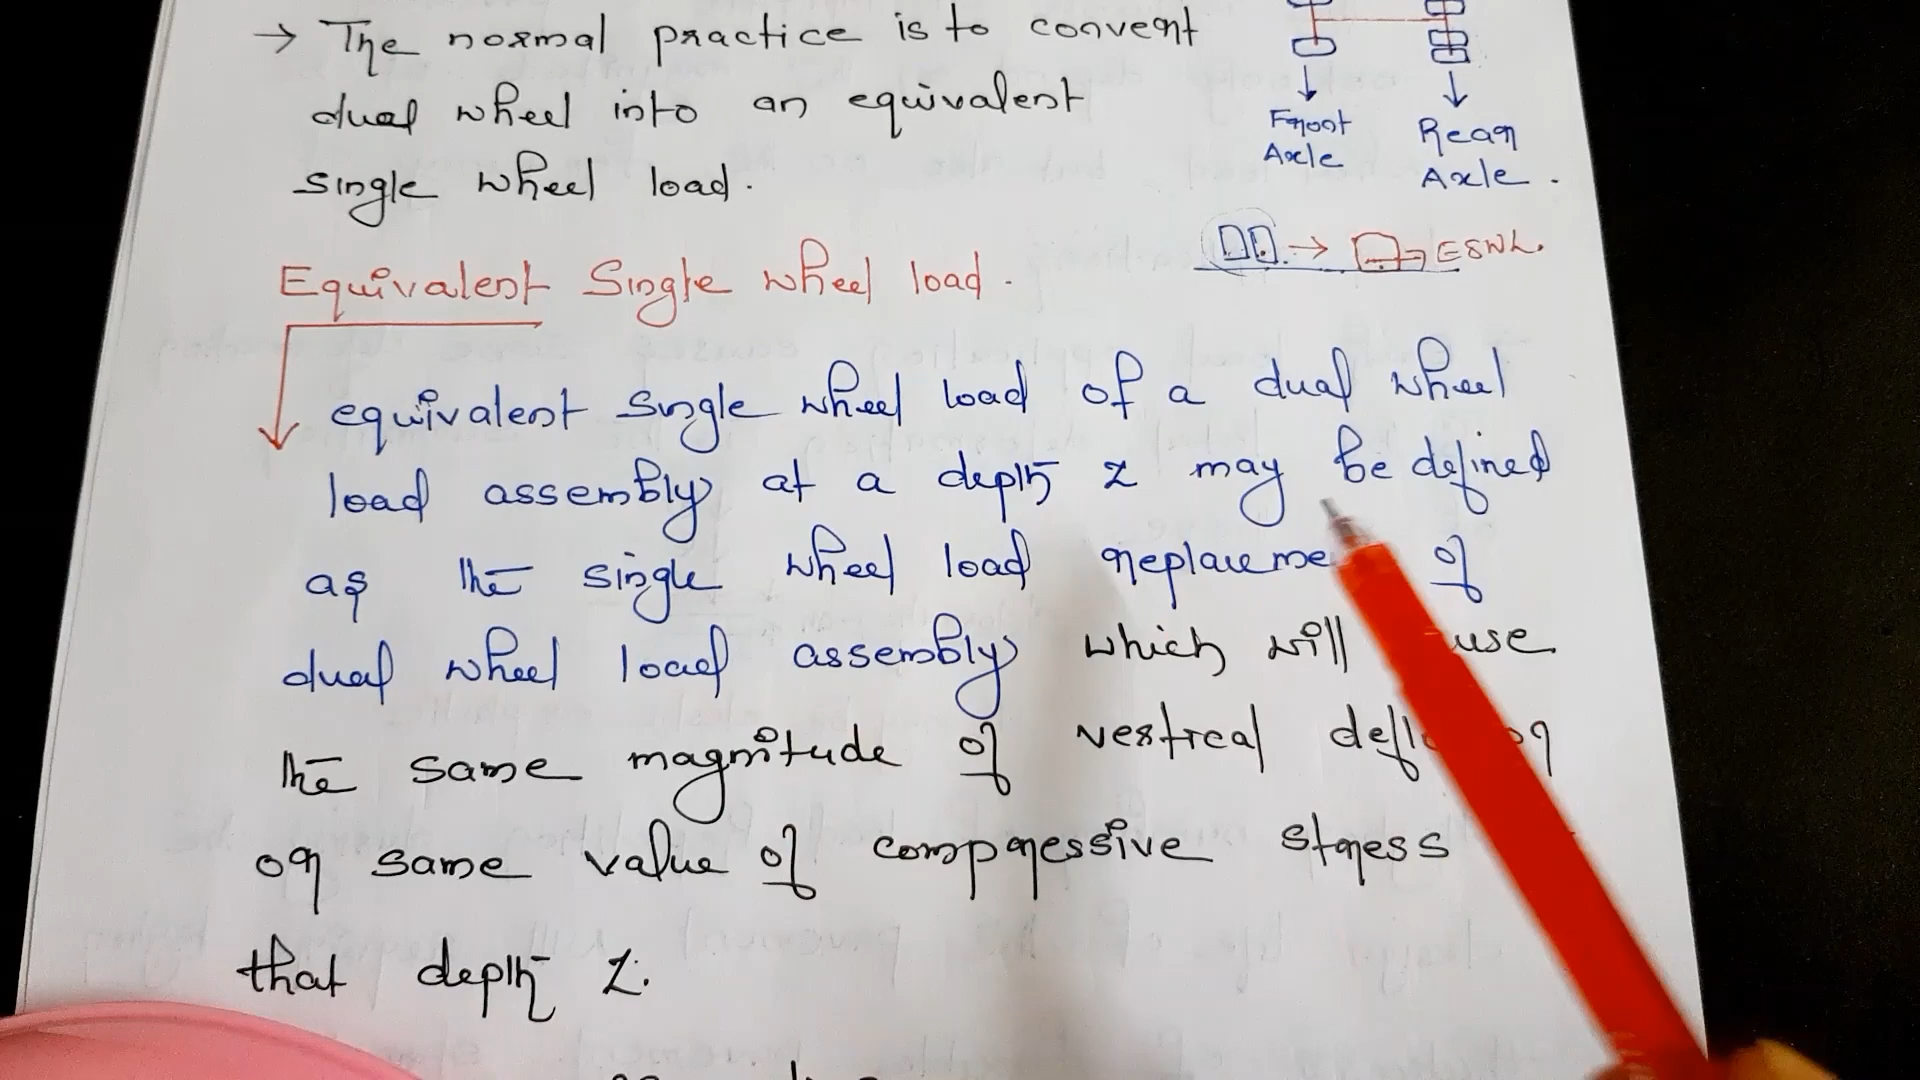 → The normal practice is to convert
dual wheel into an equivalent
single wheel load.
Front Axle
Rear Axle.
→ ESWL.
Equivalent Single wheel load.
equivalent single wheel load of a dual wheel
load assembly at a depth z may be defined
as the single wheel load of
dual wheel load assembly which will
the same magnitude of vertical
or same value of compressive stress
that depth z.